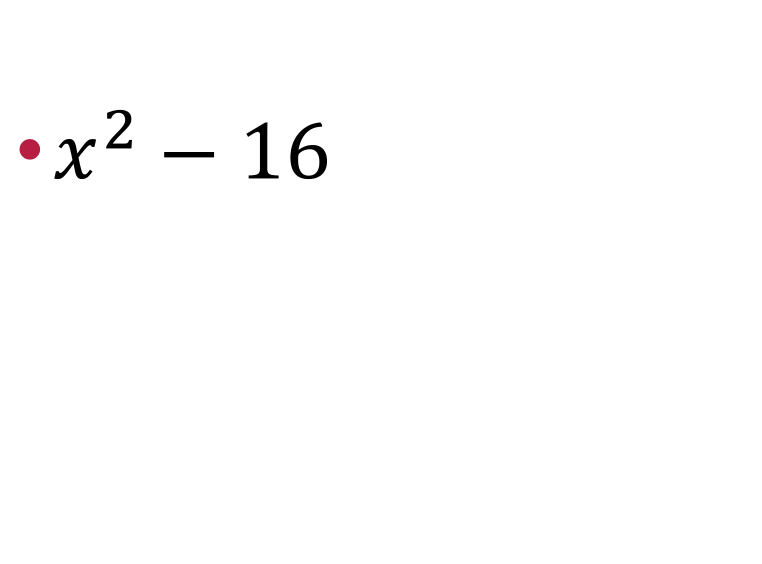 • x² − 16